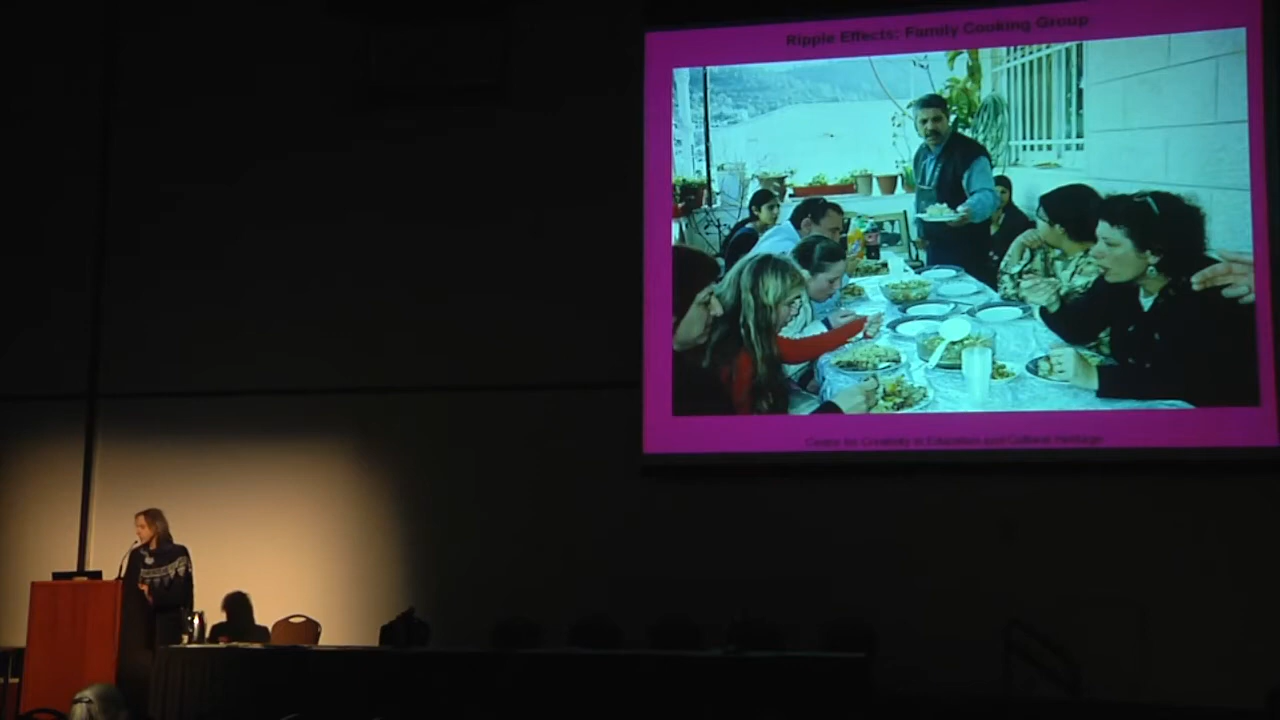 Ripple Effects: Family Cooking Group
Center for Creativity in Education and Cultural Heritage